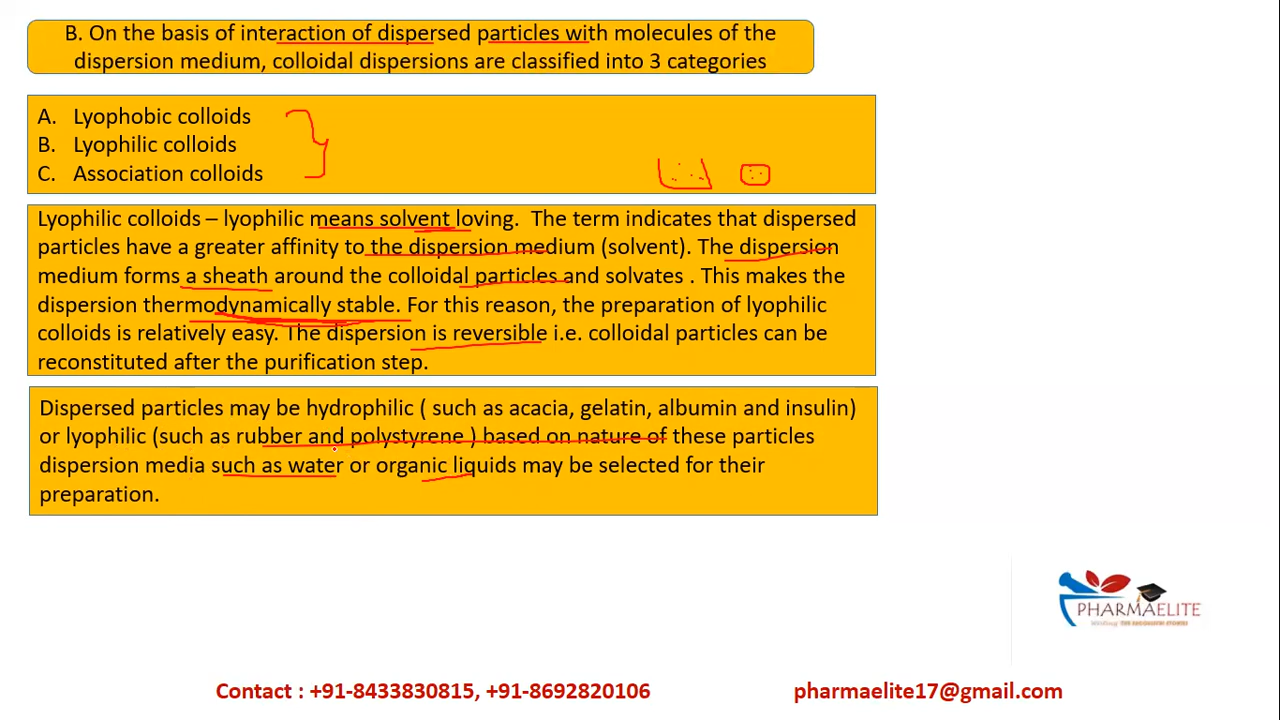 B. On the basis of interaction of dispersed particles with molecules of the
dispersion medium, colloidal dispersions are classified into 3 categories
A. Lyophobic colloids
B. Lyophilic colloids
C. Association colloids
Lyophilic colloids – lyophilic means solvent loving. The term indicates that dispersed
particles have a greater affinity to the dispersion medium (solvent). The dispersion
medium forms a sheath around the colloidal particles and solvates . This makes the
dispersion thermodynamically stable. For this reason, the preparation of lyophilic
colloids is relatively easy. The dispersion is reversible i.e. colloidal particles can be
reconstituted after the purification step.
Dispersed particles may be hydrophilic ( such as acacia, gelatin, albumin and insulin)
or lyophilic (such as rubber and polystyrene ) based on nature of these particles
dispersion media such as water or organic liquids may be selected for their
preparation.
PHARMAELITE
Contact : +91-8433830815, +91-8692820106
pharmaelite17@gmail.com